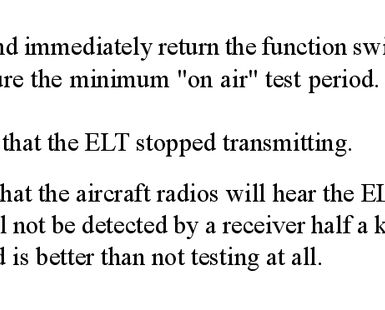 nd immediately return the function swi
ure the minimum "on air" test period.
that the ELT stopped transmitting.
hat the aircraft radios will hear the EL
l not be detected by a receiver half a k
d is better than not testing at all.